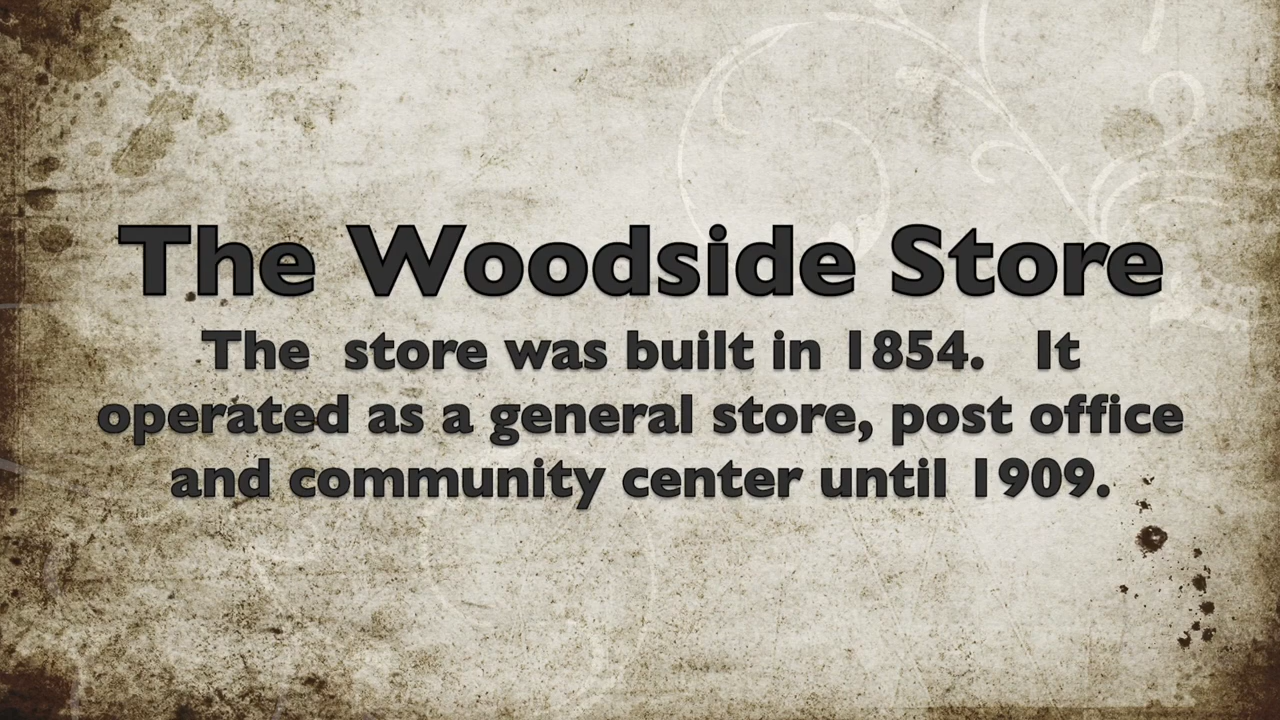 The Woodside Store
The  store was built in 1854.   It
operated as a general store, post office
and community center until 1909.